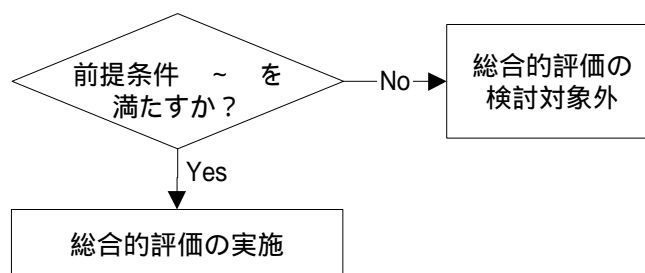 前提条件　~　を
満たすか？
No
総合的評価の
検討対象外
Yes
総合的評価の実施